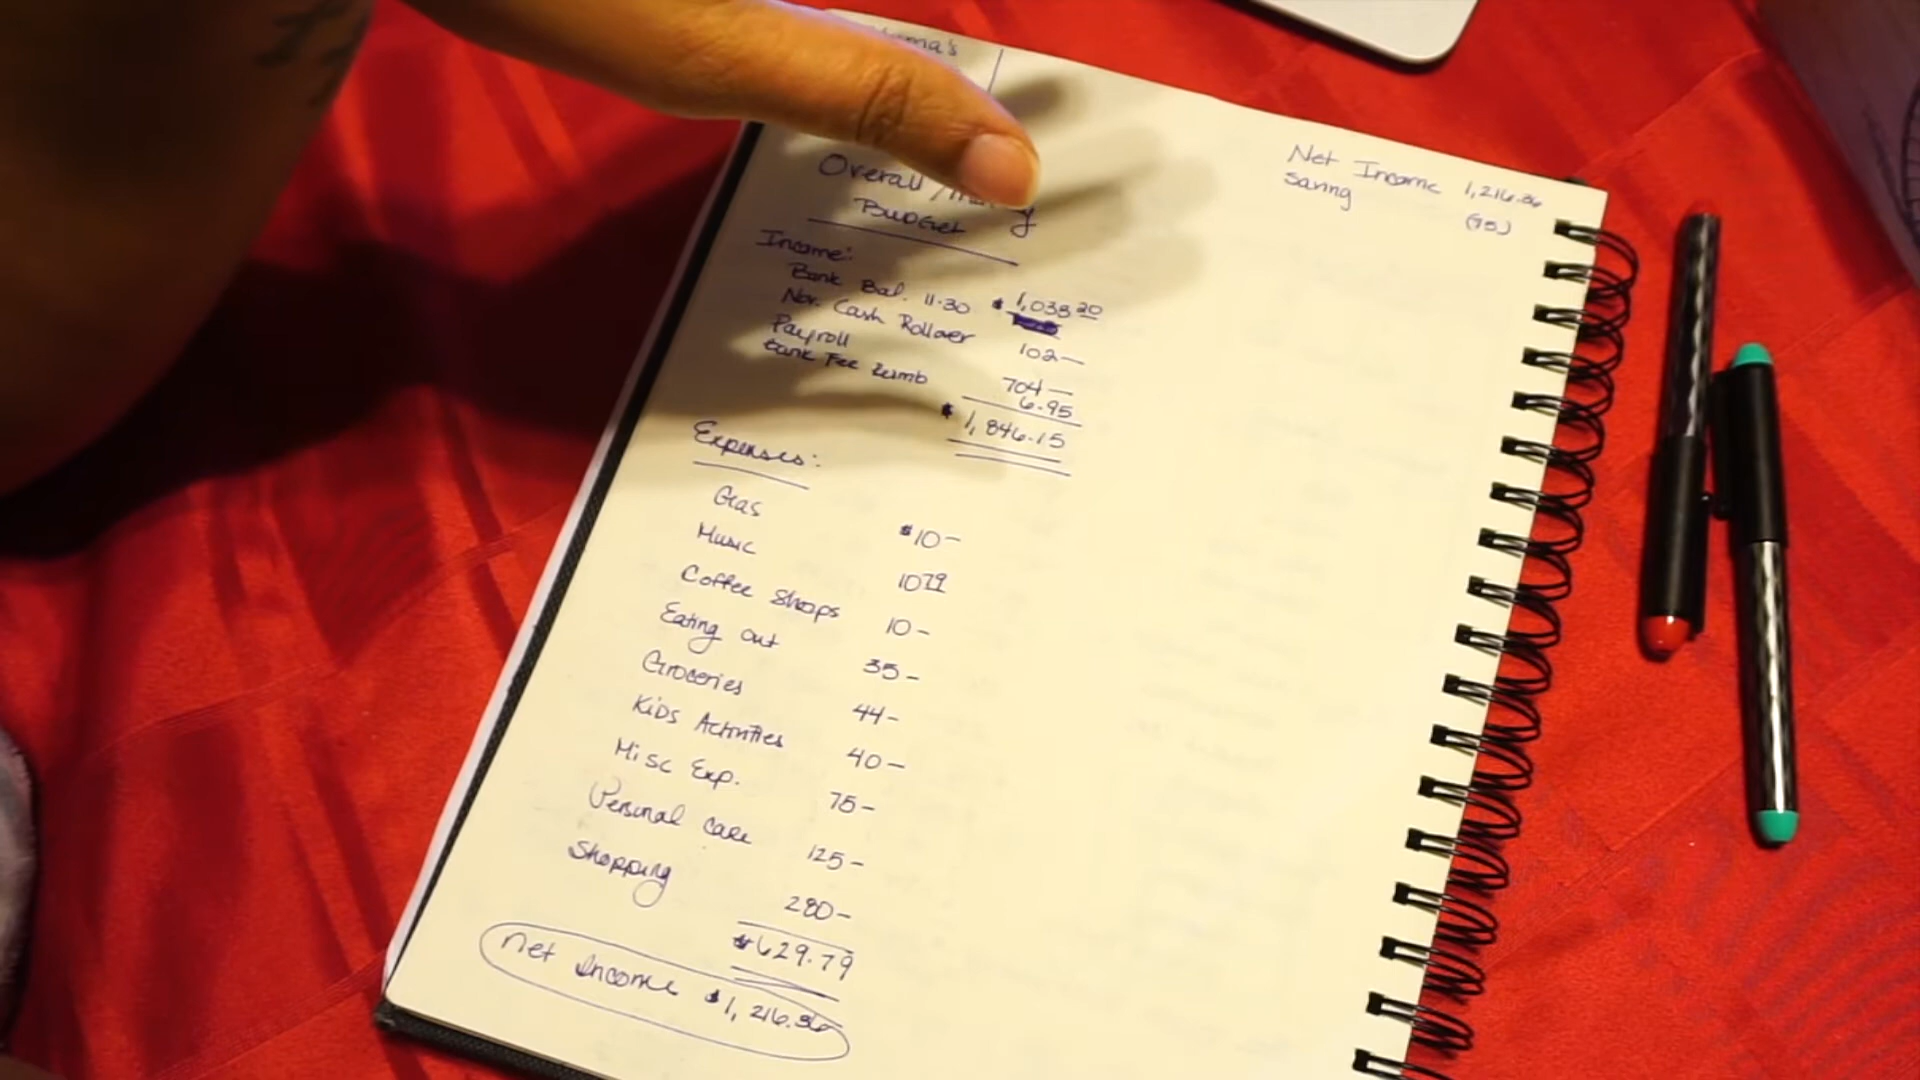 Overall
Budget
Income:
Bank Bal. 11.30 $ 1,038 20
Nov. Cash Rollover 102 —
Payroll 704 —
Bank Fee Reimb 6.95
$ 1,846.15
Expenses:
Gas $10 –
Music 10 79
Coffee Shops 10 –
Eating Out 35 –
Groceries 44 –
Kids Activities 40 –
Misc Exp. 75 –
Personal Care 125 –
Shopping 280 –
$629.79
Net Income $1,216.36
Net Income 1,216.36
Saving